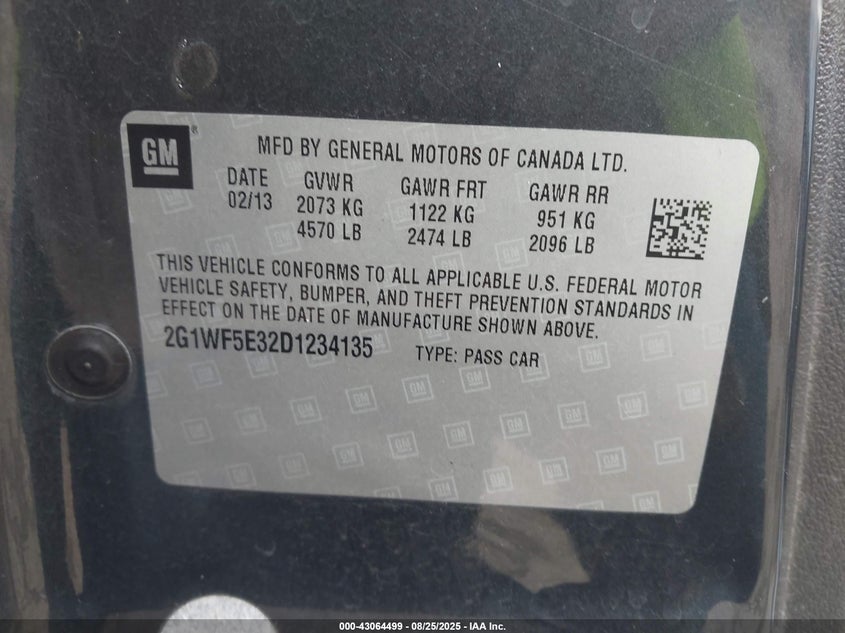 GM®
MFD BY GENERAL MOTORS OF CANADA LTD.
DATE GVWR GAWR FRT GAWR RR
02/13 2073 KG 1122 KG 951 KG
4570 LB 2474 LB 2096 LB
THIS VEHICLE CONFORMS TO ALL APPLICABLE U.S. FEDERAL MOTOR
VEHICLE SAFETY, BUMPER, AND THEFT PREVENTION STANDARDS IN
EFFECT ON THE DATE OF MANUFACTURE SHOWN ABOVE.
2G1WF5E32D1234135 TYPE: PASS CAR
000-43064499 - 08/25/2025 - IAA Inc.